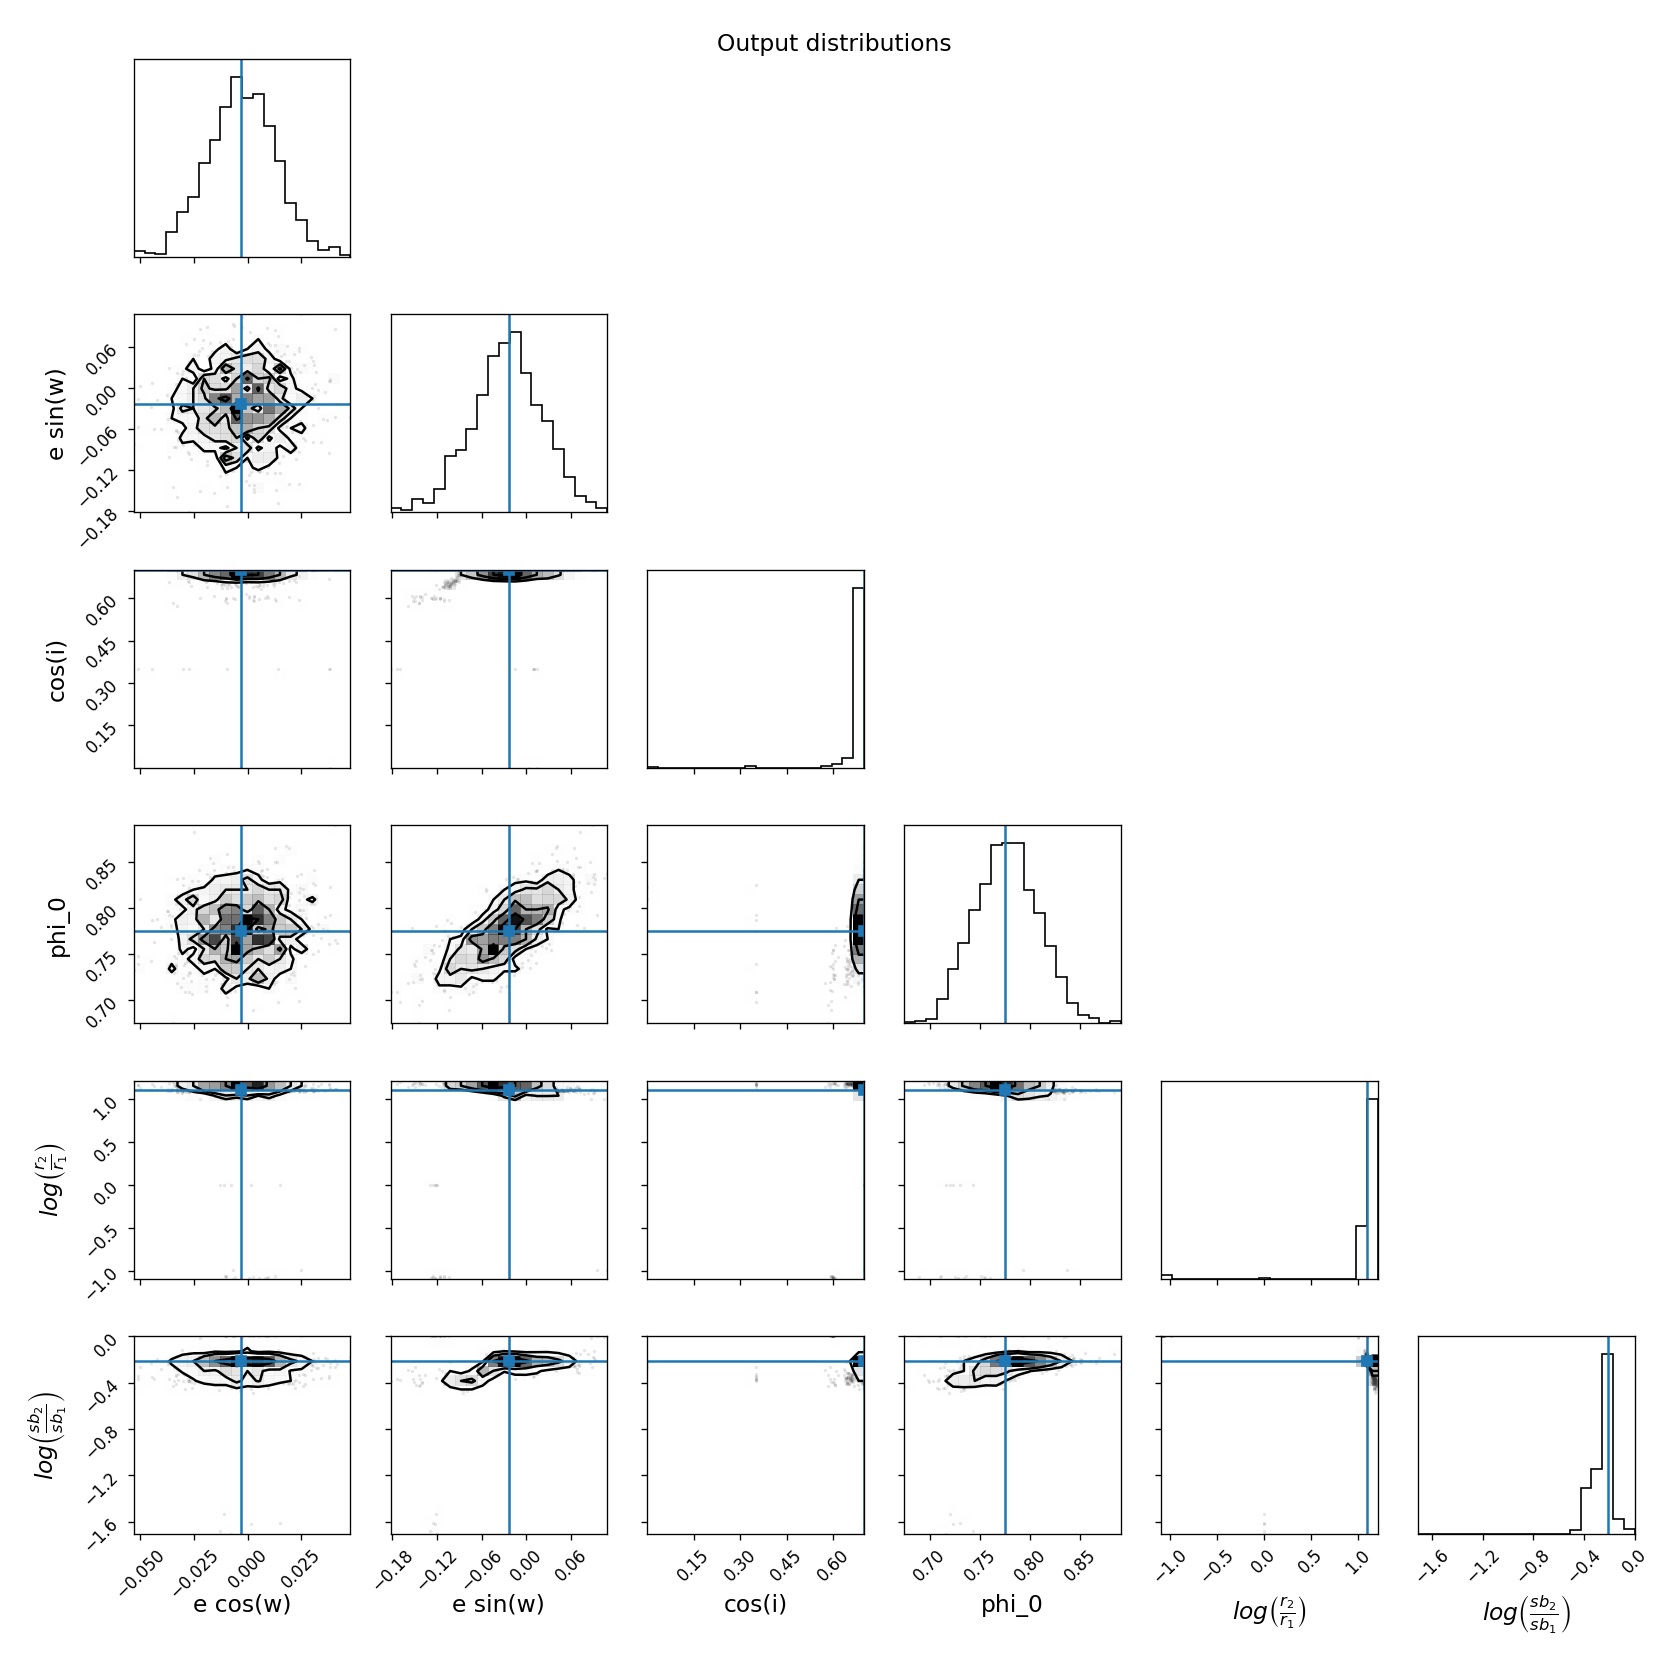 Output distributions
e sin(w)
0.06
0.00
−0.06
−0.12
−0.18
cos(i)
0.60
0.45
0.30
0.15
phi_0
0.85
0.80
0.75
0.70
log(r₂/r₁)
1.0
0.5
0.0
−0.5
−1.0
log(sb₂/sb₁)
0.0
−0.4
−0.8
−1.2
−1.6
−0.050 −0.025 0.000 0.025
−0.18 −0.12 −0.06 0.00 0.06
0.15 0.30 0.45 0.60
0.70 0.75 0.80 0.85
−1.0 −0.5 0.0 0.5 1.0
−1.6 −1.2 −0.8 −0.4 0.0
e cos(w) e sin(w) cos(i) phi_0 log(r₂/r₁) log(sb₂/sb₁)